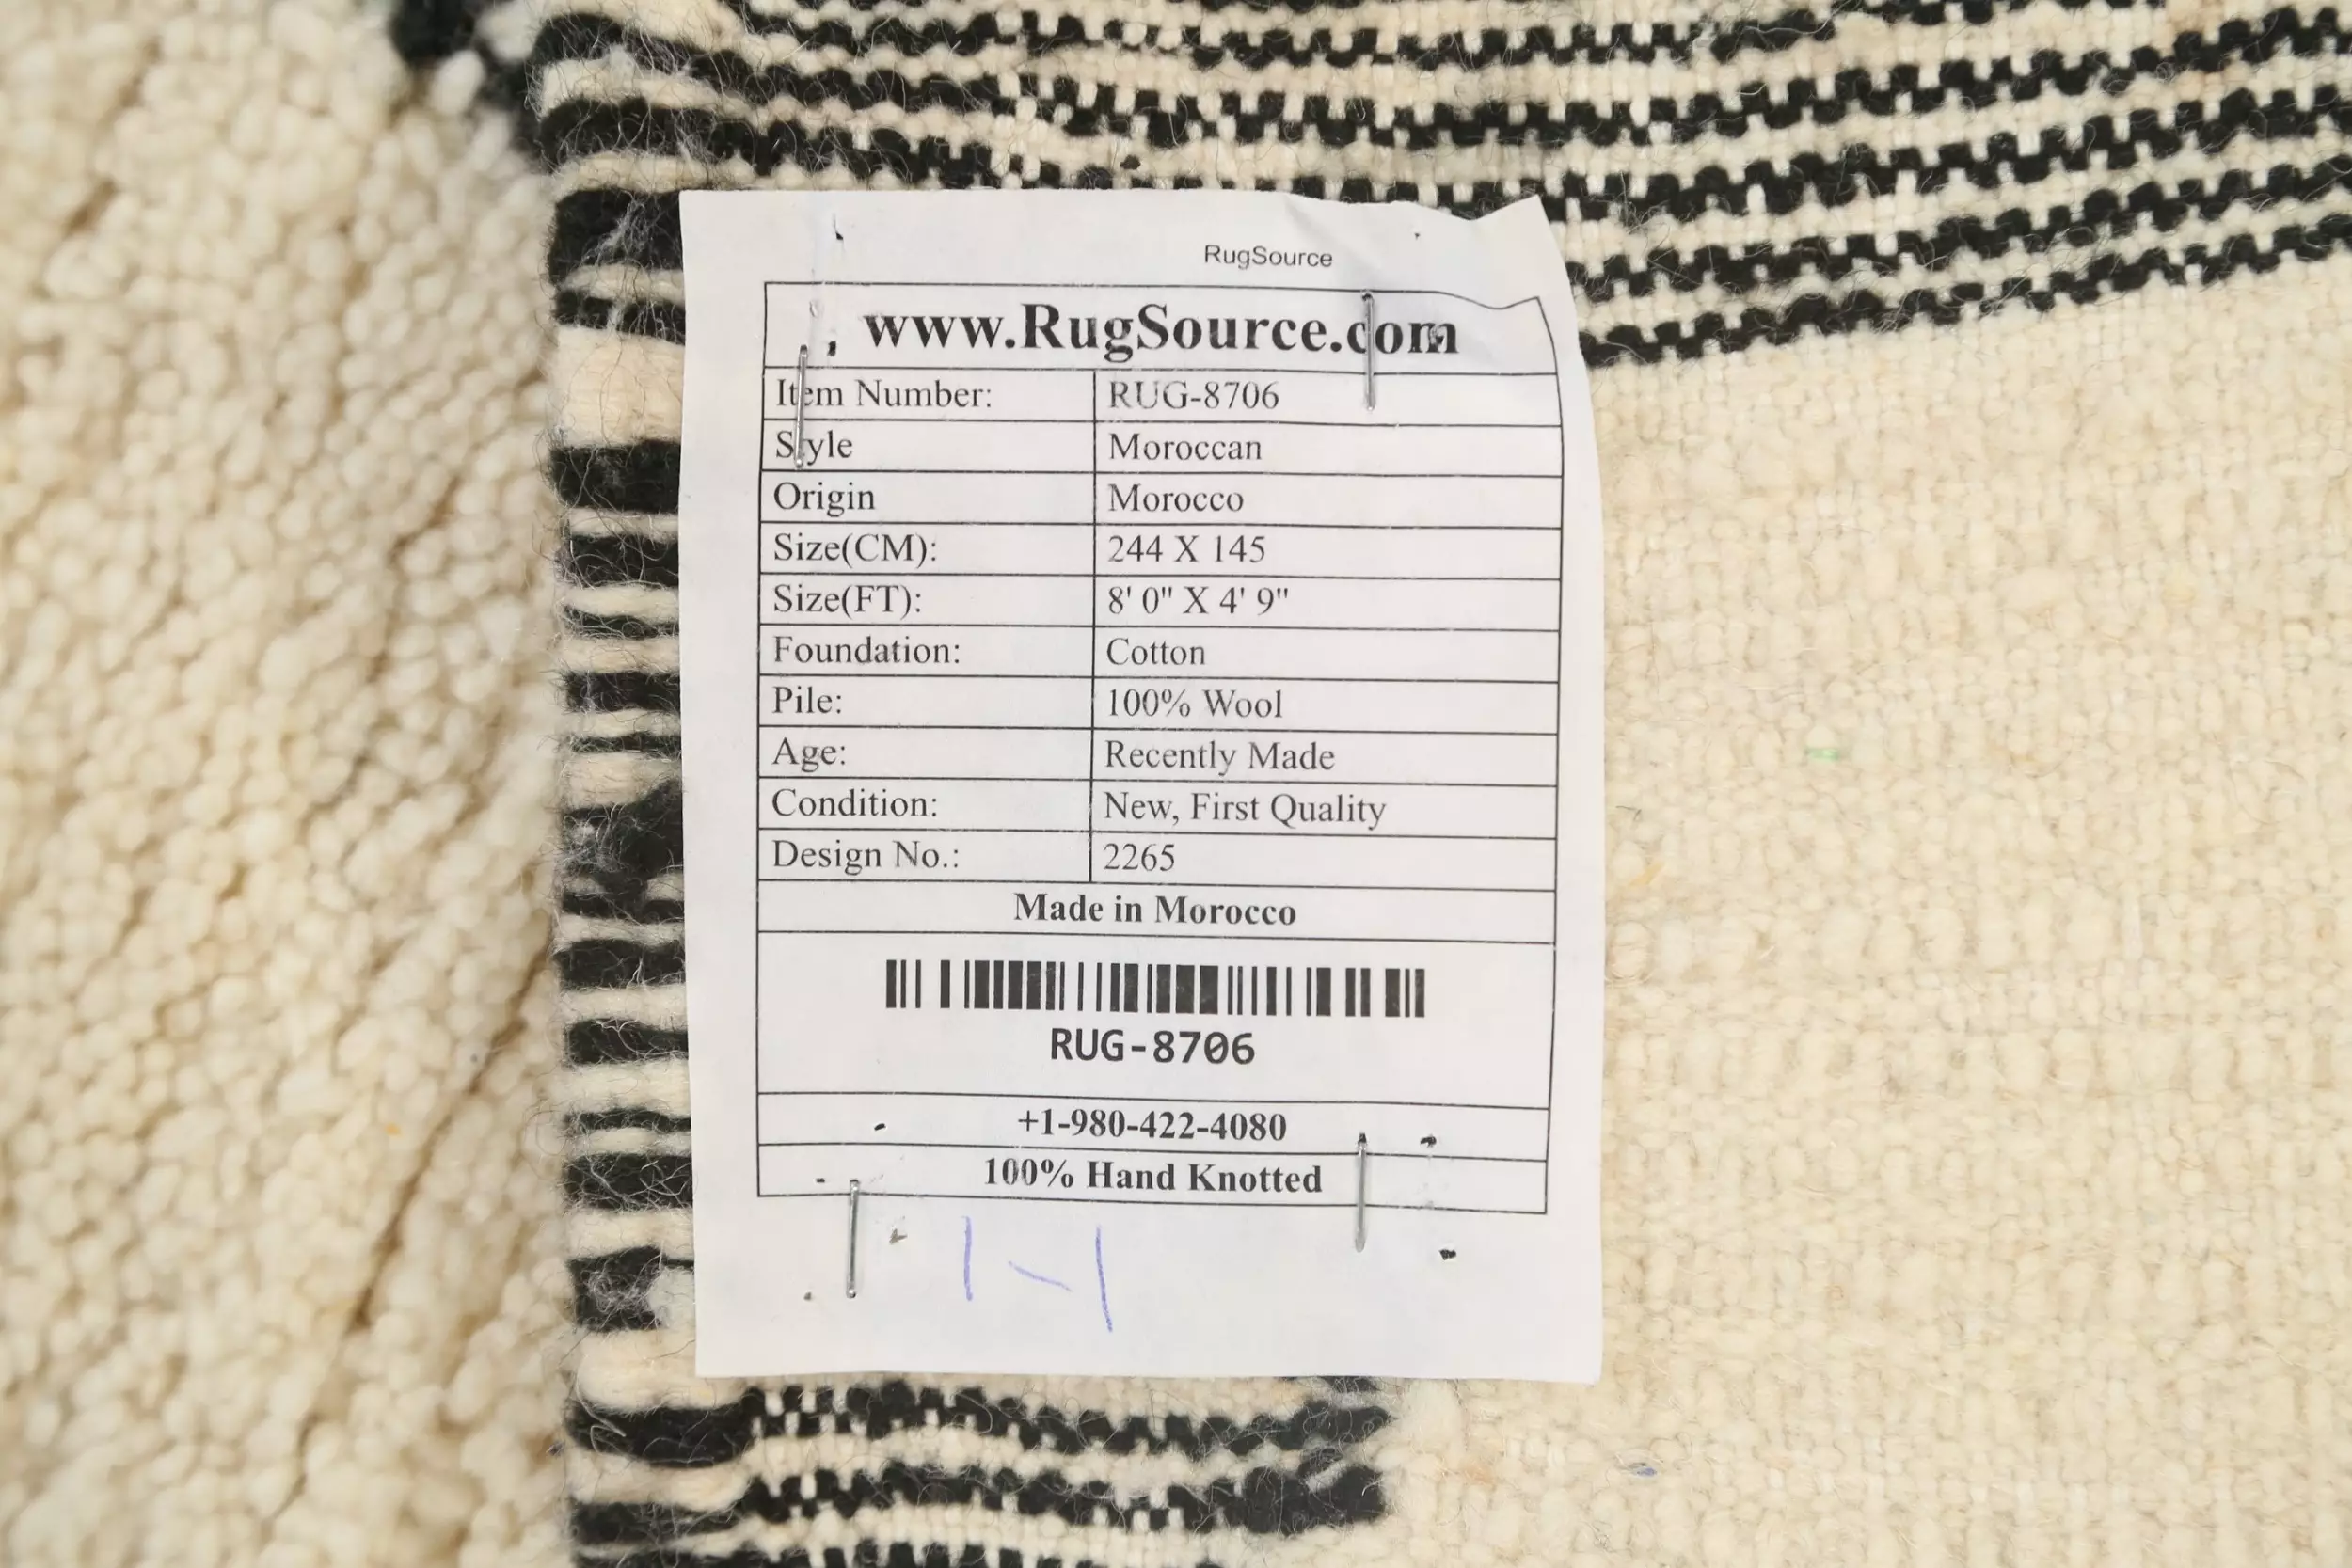 RugSource
www.RugSource.com
Item Number: RUG-8706
Style Moroccan
Origin Morocco
Size(CM): 244 X 145
Size(FT): 8' 0" X 4' 9"
Foundation: Cotton
Pile: 100% Wool
Age: Recently Made
Condition: New, First Quality
Design No.: 2265
Made in Morocco
RUG-8706
+1-980-422-4080
100% Hand Knotted
1-1